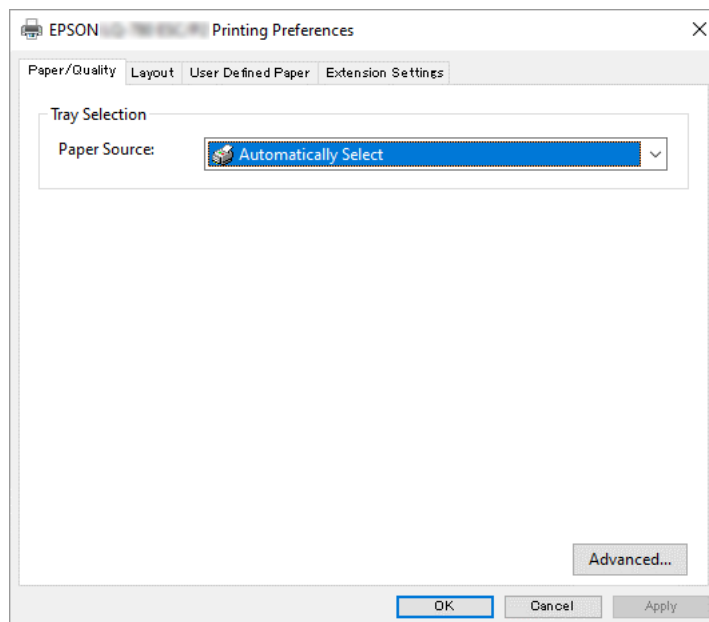 EPSON Printing Preferences
Paper/Quality Layout User Defined Paper Extension Settings
Tray Selection
Paper Source: Automatically Select
Advanced...
OK Cancel Apply